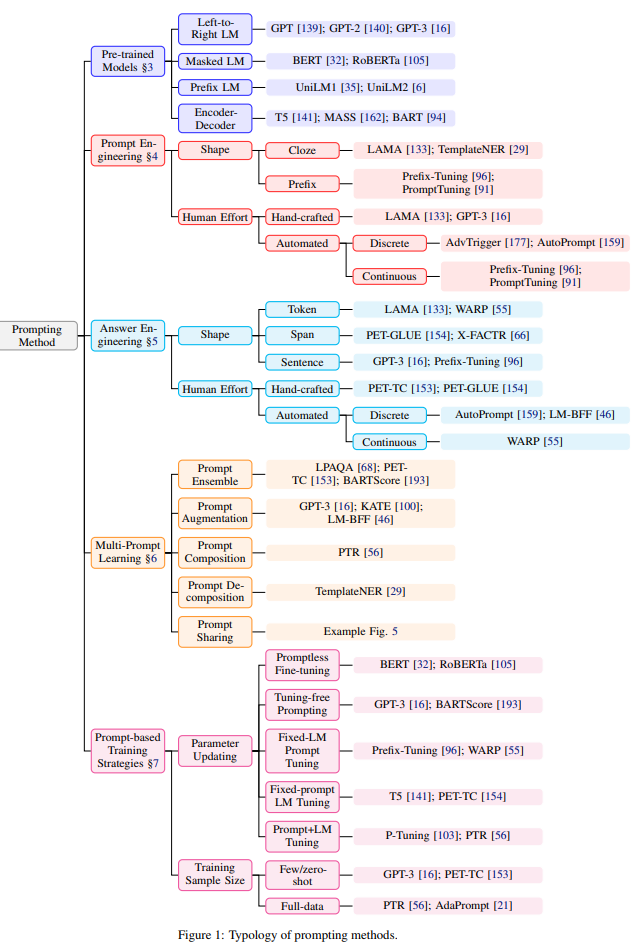 Prompting
Method
Pre-trained
Models §3
Left-to-
Right LM
GPT [139]; GPT-2 [140]; GPT-3 [16]
Masked LM
BERT [32]; RoBERTa [105]
Prefix LM
UniLM1 [35]; UniLM2 [6]
Encoder-
Decoder
T5 [141]; MASS [162]; BART [94]
Prompt En-
gineering §4
Shape
Cloze
LAMA [133]; TemplateNER [29]
Prefix
Prefix-Tuning [96];
PromptTuning [91]
Human Effort
Hand-crafted
LAMA [133]; GPT-3 [16]
Automated
Discrete
AdvTrigger [177]; AutoPrompt [159]
Continuous
Prefix-Tuning [96];
PromptTuning [91]
Answer En-
gineering §5
Shape
Token
LAMA [133]; WARP [55]
Span
PET-GLUE [154]; X-FACTR [66]
Sentence
GPT-3 [16]; Prefix-Tuning [96]
Human Effort
Hand-crafted
PET-TC [153]; PET-GLUE [154]
Automated
Discrete
AutoPrompt [159]; LM-BFF [46]
Continuous
WARP [55]
Multi-Prompt
Learning §6
Prompt
Ensemble
LPAQA [68]; PET-
TC [153]; BARTScore [193]
Prompt
Augmentation
GPT-3 [16]; KATE [100];
LM-BFF [46]
Prompt
Composition
PTR [56]
Prompt De-
composition
TemplateNER [29]
Prompt
Sharing
Example Fig. 5
Prompt-based
Training
Strategies §7
Parameter
Updating
Promptless
Fine-tuning
BERT [32]; RoBERTa [105]
Tuning-free
Prompting
GPT-3 [16]; BARTScore [193]
Fixed-LM
Prompt
Tuning
Prefix-Tuning [96]; WARP [55]
Fixed-prompt
LM Tuning
T5 [141]; PET-TC [154]
Prompt+LM
Tuning
P-Tuning [103]; PTR [56]
Training
Sample Size
Few/zero-
shot
GPT-3 [16]; PET-TC [153]
Full-data
PTR [56]; AdaPrompt [21]
Figure 1: Typology of prompting methods.